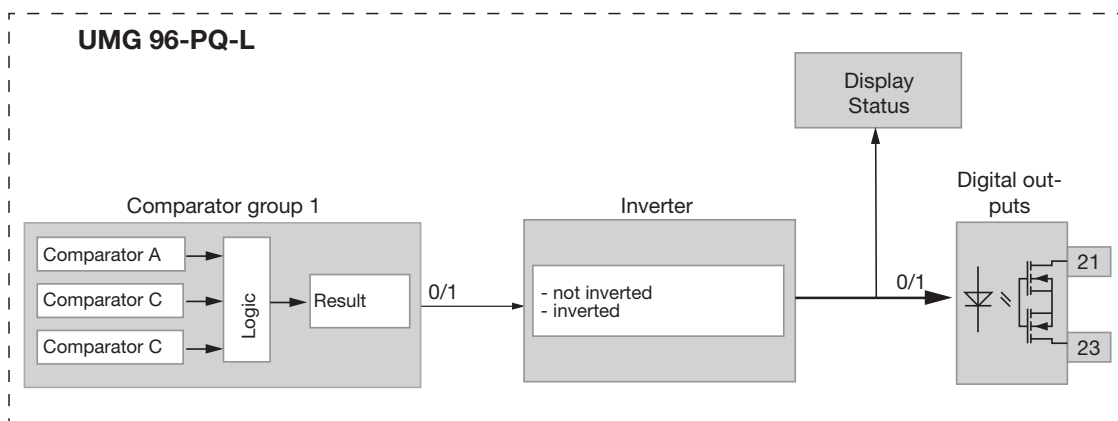 UMG 96-PQ-L
Display
Status
Digital out-
puts
Comparator group 1
Inverter
Comparator A
Comparator C
Comparator C
Logic
Result
0/1
- not inverted
- inverted
0/1
21
23